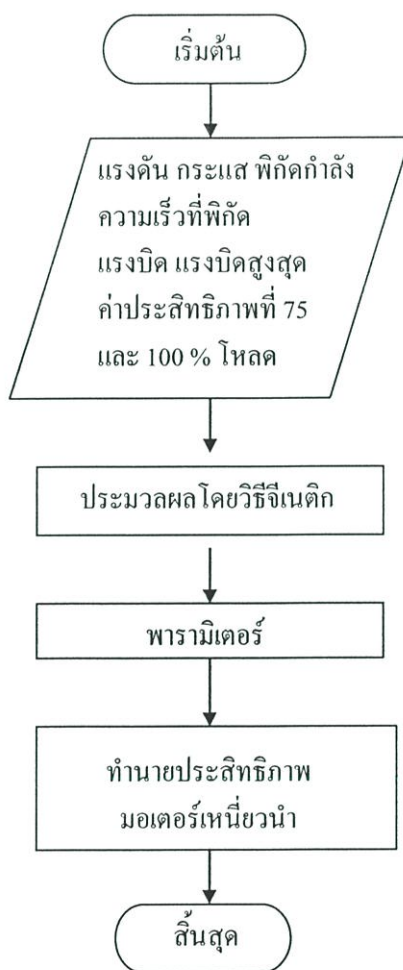 เริ่มต้น
แรงดัน กระแส พิกัดกำลัง
ความเร็วที่พิกัด
แรงบิด แรงบิดสูงสุด
ค่าประสิทธิภาพที่ 75
และ 100 % โหลด
ประมวลผลโดยวิธีจีเนติก
พารามิเตอร์
ทำนายประสิทธิภาพ
มอเตอร์เหนี่ยวนำ
สิ้นสุด